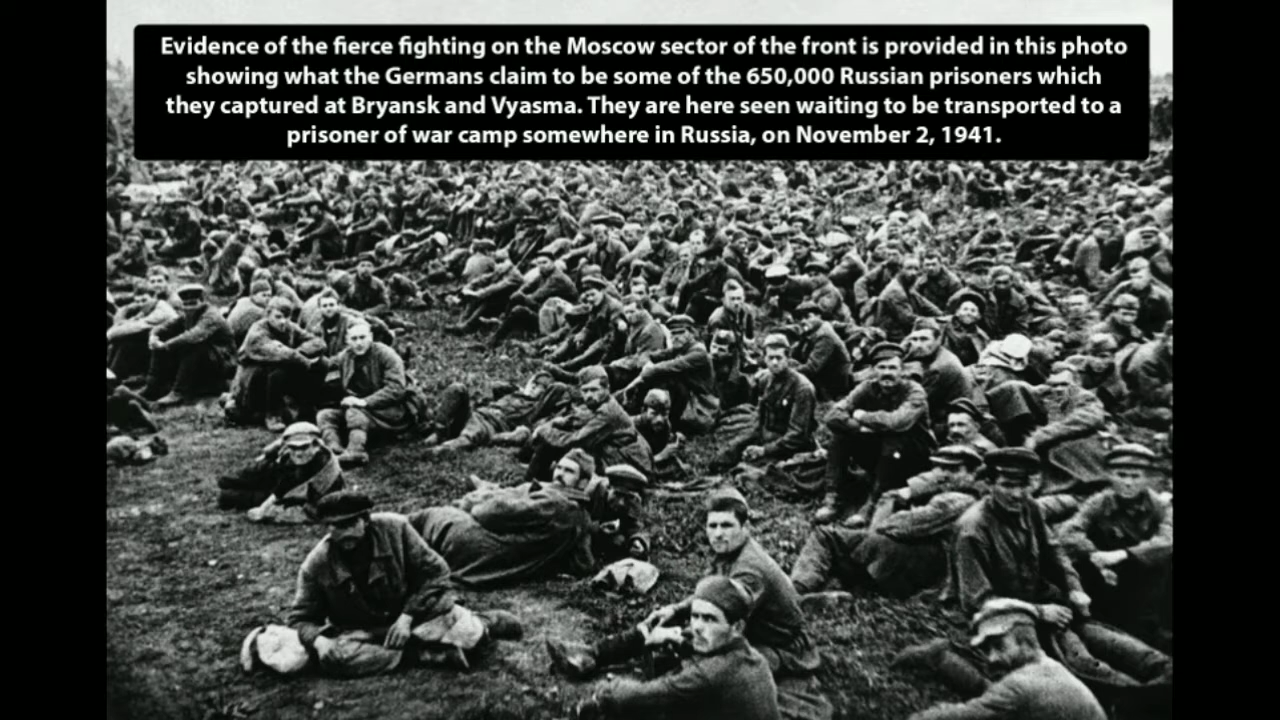 Evidence of the fierce fighting on the Moscow sector of the front is provided in this photo
showing what the Germans claim to be some of the 650,000 Russian prisoners which
they captured at Bryansk and Vyasma. They are here seen waiting to be transported to a
prisoner of war camp somewhere in Russia, on November 2, 1941.